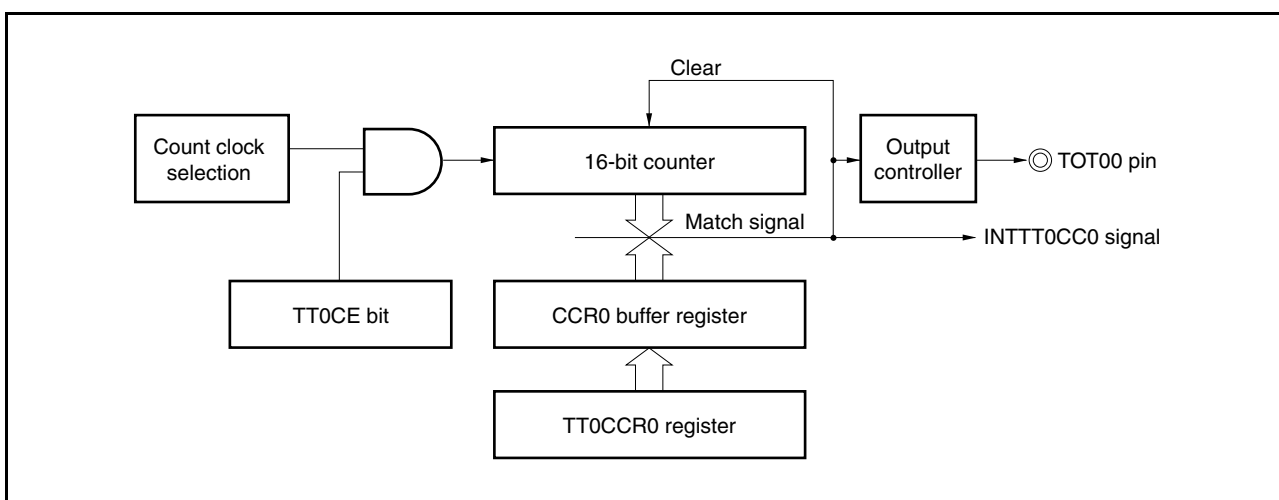 Clear
Count clock
selection
16-bit counter
Output
controller
TOT00 pin
Match signal
INTTT0CC0 signal
TT0CE bit
CCR0 buffer register
TT0CCR0 register